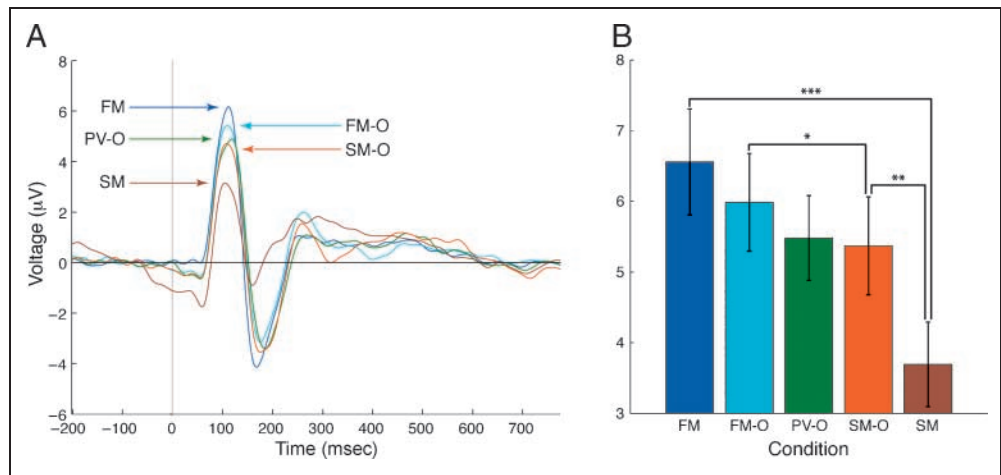 A
8
6
4
2
0
−2
−4
−6
Voltage (µV)
FM
PV-O
SM
FM-O
SM-O
−200 −100 0 100 200 300 400 500 600 700
Time (msec)
B
8
7
6
5
4
3
***
*
**
FM FM-O PV-O SM-O SM
Condition